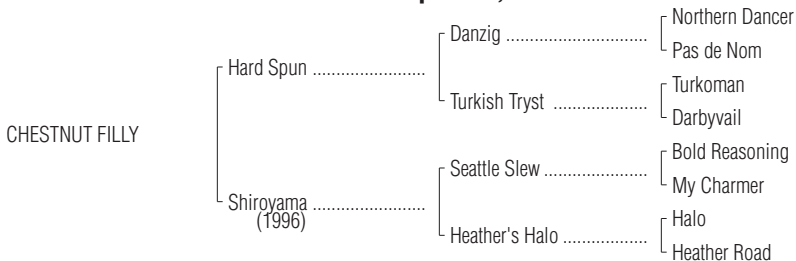 Northern Dancer
Danzig ................................
Pas de Nom
Hard Spun .........................
Turkoman
Turkish Tryst .....................
Darbyvail
CHESTNUT FILLY
Bold Reasoning
Seattle Slew .......................
My Charmer
Shiroyama .........................
(1996)
Halo
Heather's Halo ...................
Heather Road